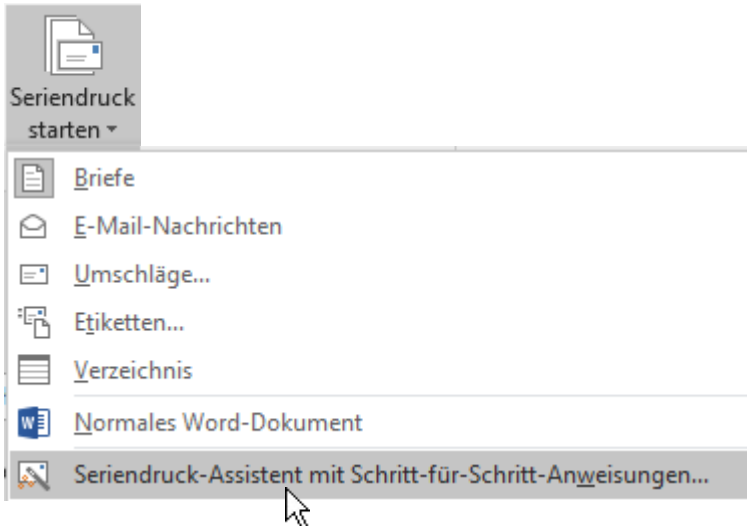 Seriendruck
starten
Briefe
E-Mail-Nachrichten
Umschläge...
Etiketten...
Verzeichnis
Normales Word-Dokument
Seriendruck-Assistent mit Schritt-für-Schritt-Anweisungen...